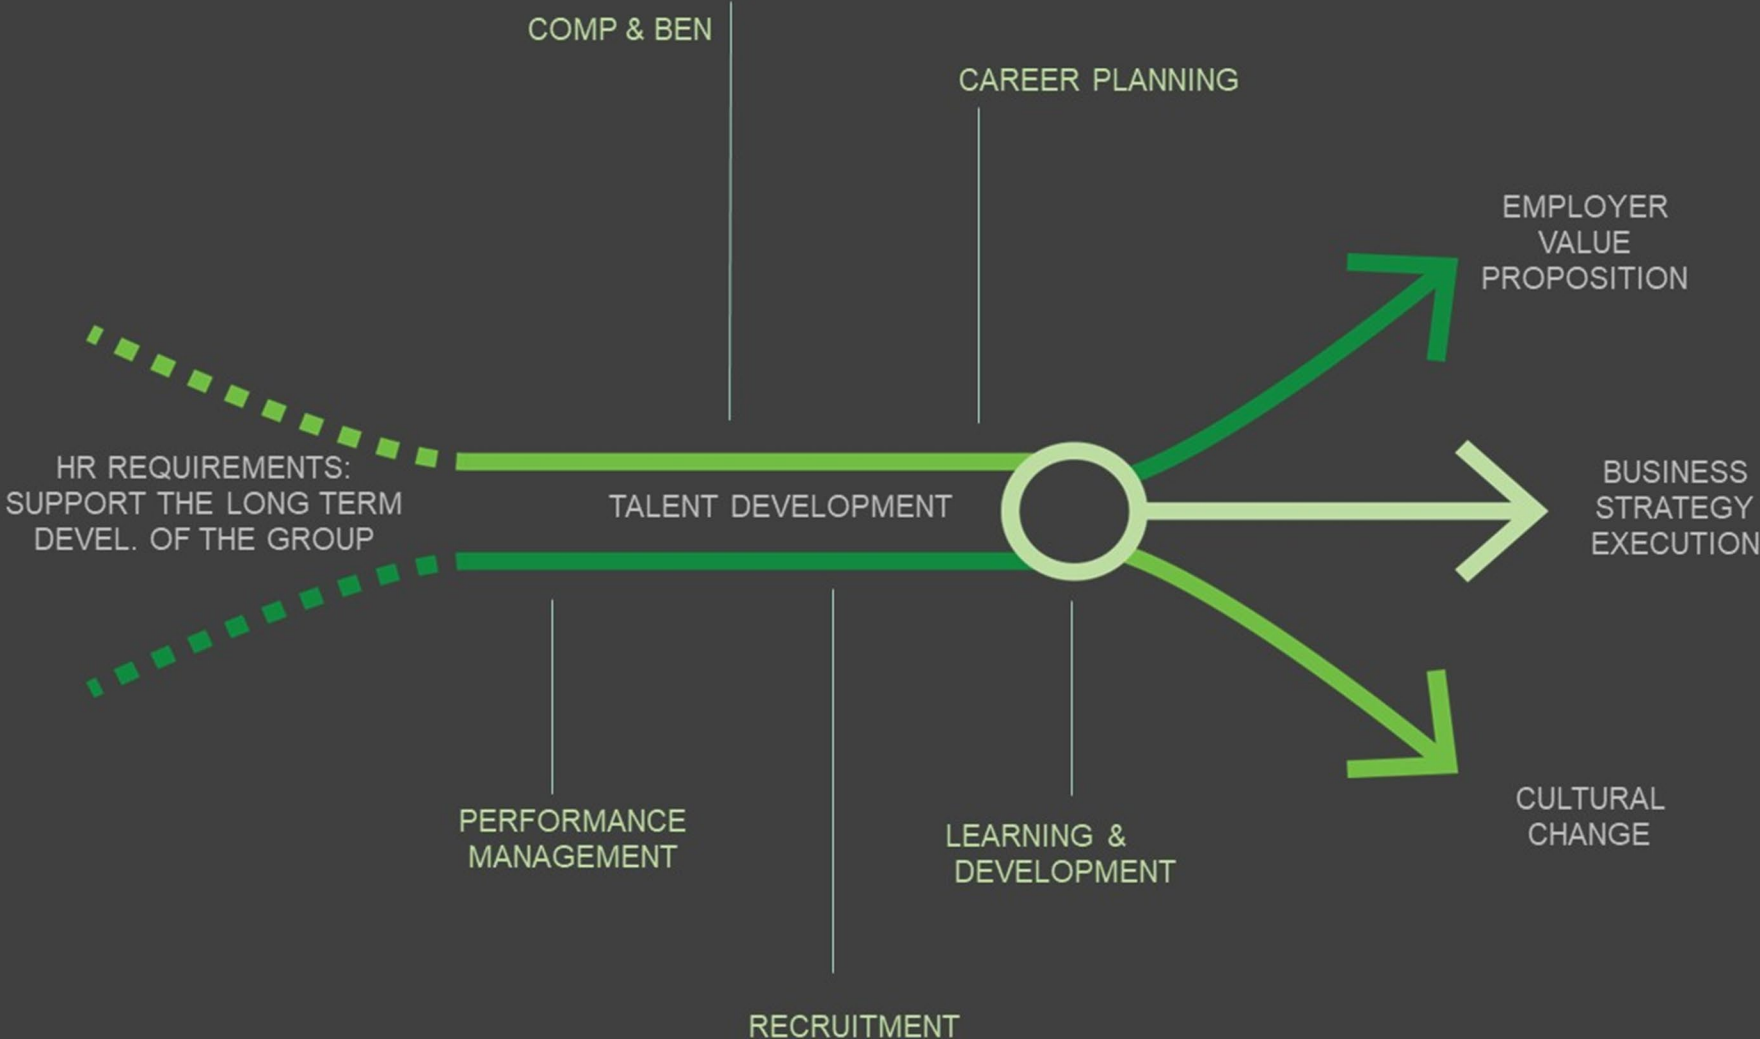 COMP & BEN
CAREER PLANNING
EMPLOYER
VALUE
PROPOSITION
HR REQUIREMENTS:
SUPPORT THE LONG TERM
DEVEL. OF THE GROUP
TALENT DEVELOPMENT
BUSINESS
STRATEGY
EXECUTION
PERFORMANCE
MANAGEMENT
LEARNING &
DEVELOPMENT
CULTURAL
CHANGE
RECRUITMENT